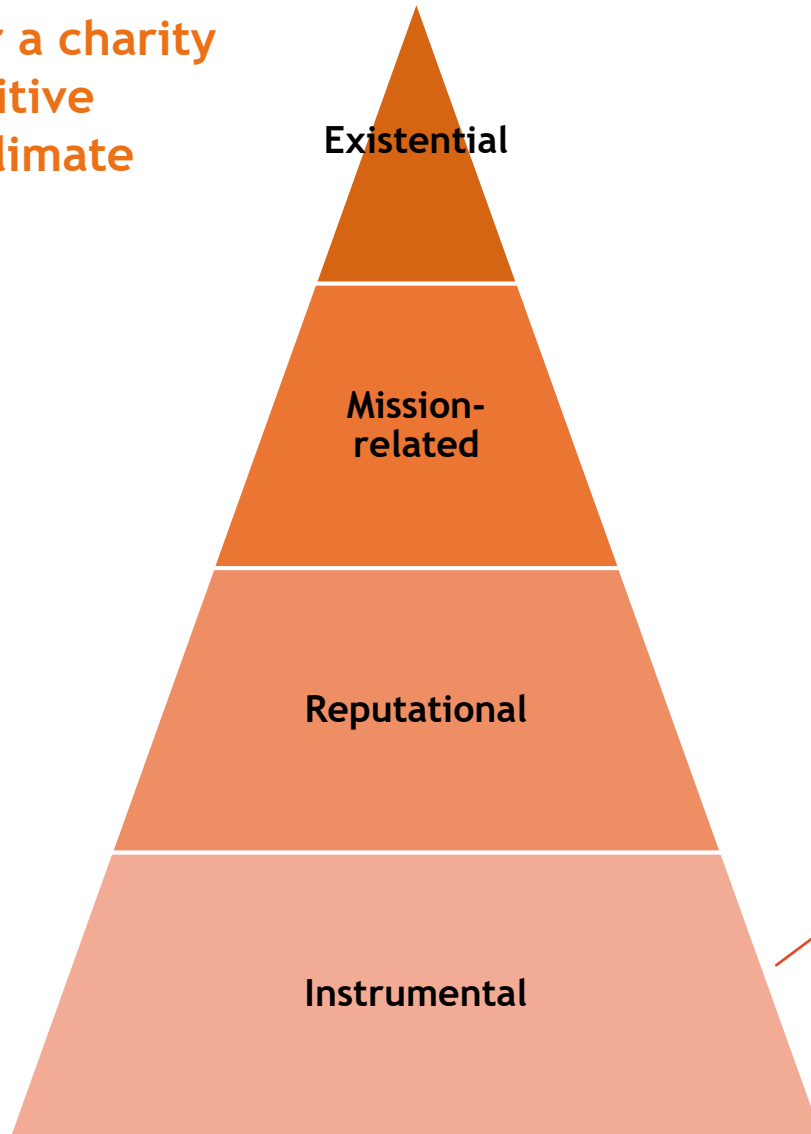 a charity
itive
limate
Existential
Mission-
related
Reputational
Instrumental